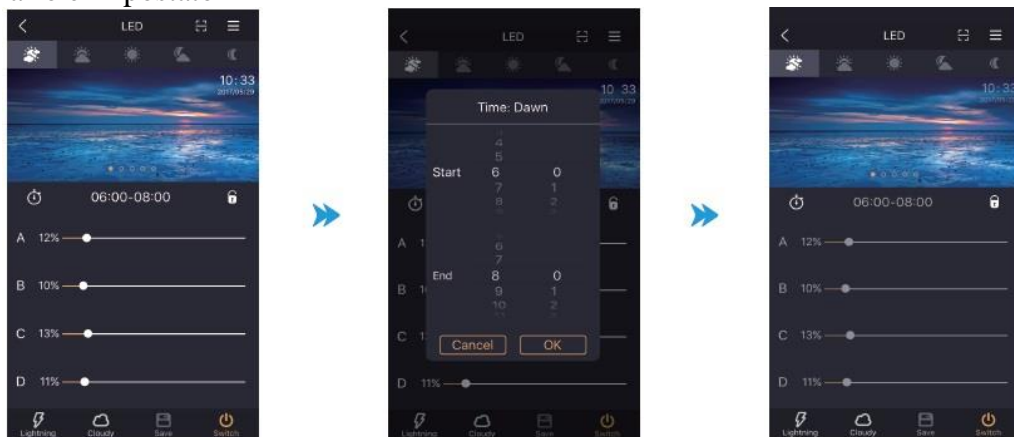 LED
10:33
2017/05/29
06:00-08:00
A 12%
B 10%
C 13%
D 11%
Lightning Cloudy Save Switch
LED
10 33
2017/05/29
Time: Dawn
4
5
Start 6 0
7 1
8 2
6
7
End 8 0
9 1
10 2
Cancel OK
A 1
B 1
C 1
D 11%
Lightning Cloudy Save Switch
LED
10:33
06:00-08:00
A 12%
B 10%
C 13%
D 11%
Lightning Cloudy Save Switch